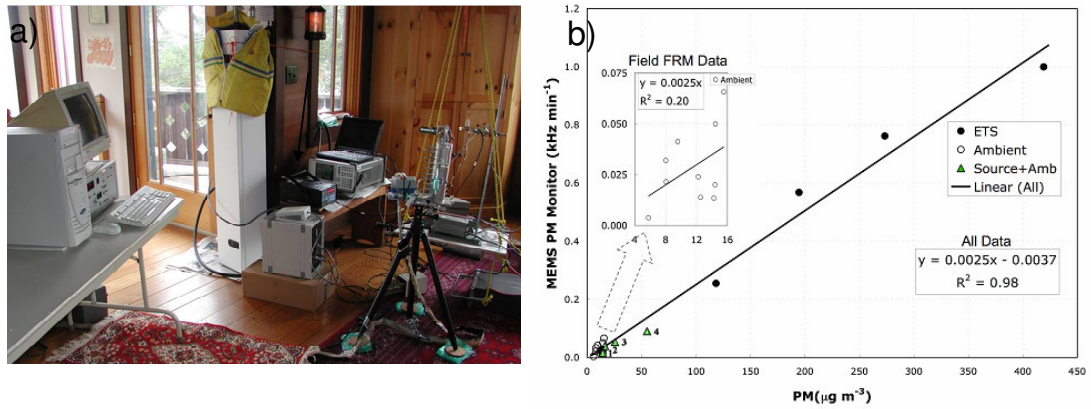 a)
b)
1.2
1.0
0.8
0.6
0.4
0.2
0.0
MEMS PM Monitor (kHz min⁻¹)
Field FRM Data
0.075
0.050
0.025
0.000
y = 0.0025x
R² = 0.20
Ambient
4 8 12 16
ETS
Ambient
Source+Amb
Linear (All)
All Data
y = 0.0025x - 0.0037
R² = 0.98
1
2
3
4
0 50 100 150 200 250 300 350 400 450
PM(μg m⁻³)